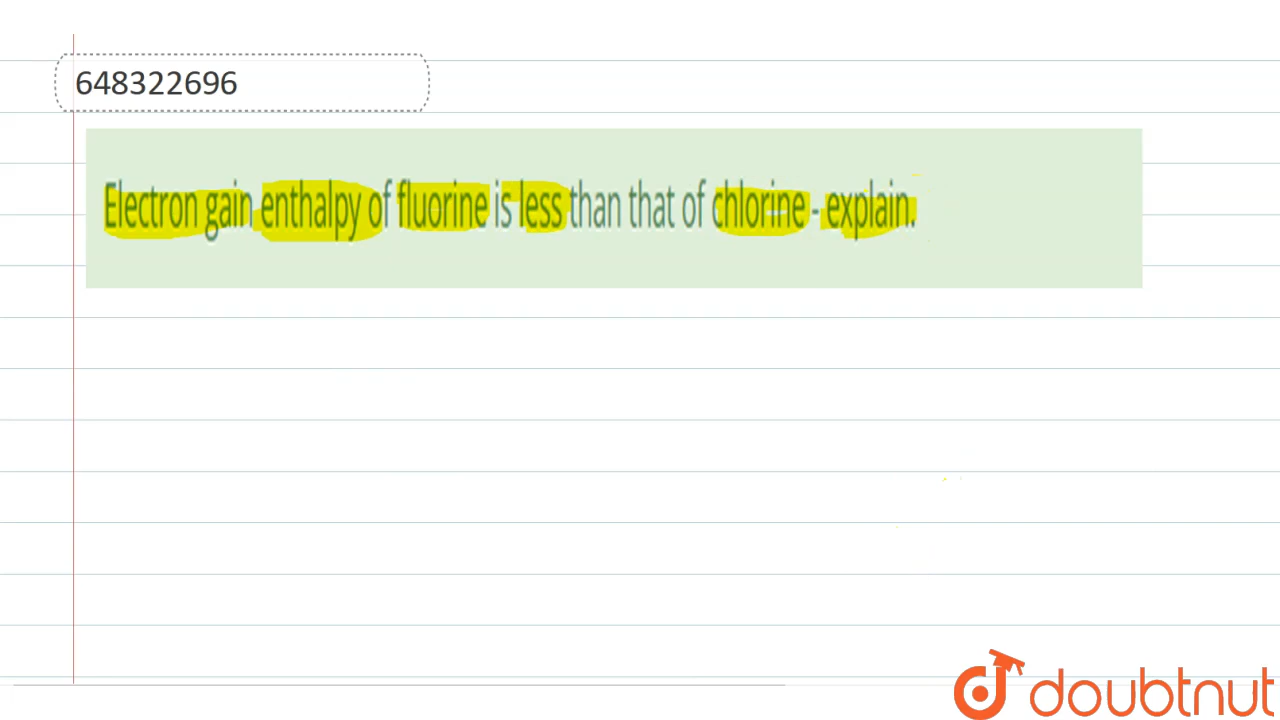 648322696
Electron gain enthalpy of fluorine is less than that of chlorine - explain.
doubtnut